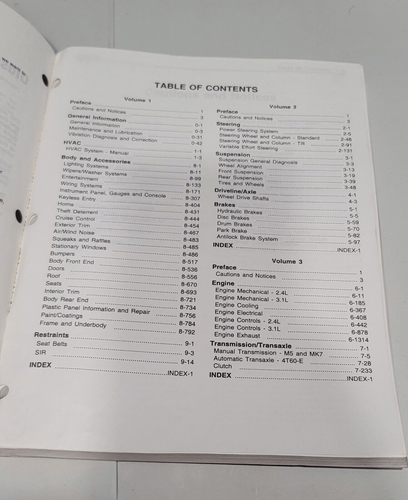 TABLE OF CONTENTS
Volume 1
Preface
Cautions and Notices 1
General Information 3
General Information 0-1
Maintenance and Lubrication 0-3
Vibration Diagnosis and Correction 0-31
HVAC 0-42
HVAC System - Manual 1-1
Body and Accessories 1-3
Lighting Systems 8-1
Wipers/Washer Systems 8-11
Entertainment 8-99
Wiring Systems 8-133
Instrument Panel, Gauges and Console 8-171
Keyless Entry 8-307
Horns 8-404
Theft Deterrent 8-431
Cruise Control 8-444
Exterior Trim 8-454
Air/Wind Noise 8-467
Squeaks and Rattles 8-483
Stationary Windows 8-485
Bumpers 8-486
Body Front End 8-517
Doors 8-536
Roof 8-556
Seats 8-670
Interior Trim 8-693
Body Rear End 8-721
Plastic Panel Information and Repair 8-734
Paint/Coatings 8-756
Frame and Underbody 8-784
8-792
Restraints
Seat Belts 9-1
SIR 9-3
INDEX 9-14
INDEX-1
Volume 2
Preface
Cautions and Notices 1
Steering 3
Power Steering System 2-1
Steering Wheel and Column - Standard 2-5
Steering Wheel and Column - Tilt 2-48
Variable Effort Steering 2-91
Suspension 2-131
Suspension General Diagnosis 3-1
Wheel Alignment 3-3
Front Suspension 3-13
Rear Suspension 3-19
Tires and Wheels 3-39
Driveline/Axle 3-48
Wheel Drive Shafts 4-1
Brakes 4-3
Hydraulic Brakes 5-1
Disc Brakes 5-5
Drum Brakes 5-59
Park Brake 5-70
Antilock Brake System 5-82
INDEX 5-97
INDEX-1
Volume 3
Preface
Cautions and Notices 1
Engine 3
Engine Mechanical - 2.4L 6-1
Engine Mechanical - 3.1L 6-11
Engine Cooling 6-185
Engine Electrical 6-367
Engine Controls - 2.4L 6-408
Engine Controls - 3.1L 6-442
Engine Exhaust 6-878
Transmission/Transaxle 6-1314
Manual Transmission - M5 and MK7 7-1
Automatic Transaxle - 4T60-E 7-5
Clutch 7-28
INDEX 7-233
INDEX-1